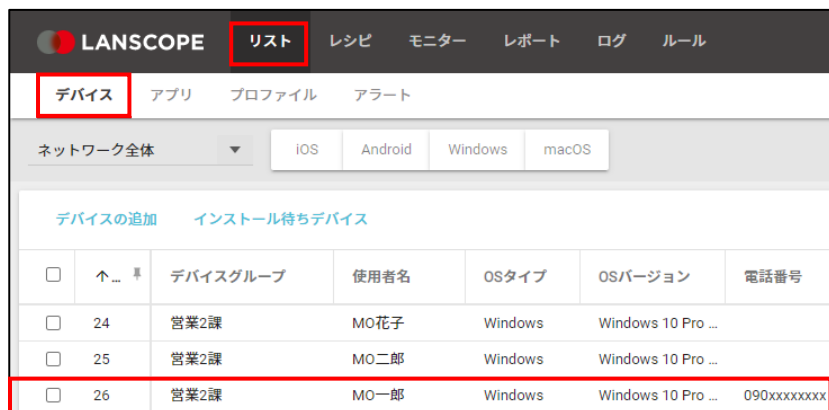 LANSCOPE リスト レシピ モニター レポート ログ ルール
デバイス アプリ プロファイル アラート
ネットワーク全体 iOS Android Windows macOS
デバイスの追加 インストール待ちデバイス
デバイスグループ 使用者名 OSタイプ OSバージョン 電話番号
24 営業2課 MO花子 Windows Windows 10 Pro ...
25 営業2課 MO二郎 Windows Windows 10 Pro ...
26 営業2課 MO一郎 Windows Windows 10 Pro ... 090xxxxxxxx